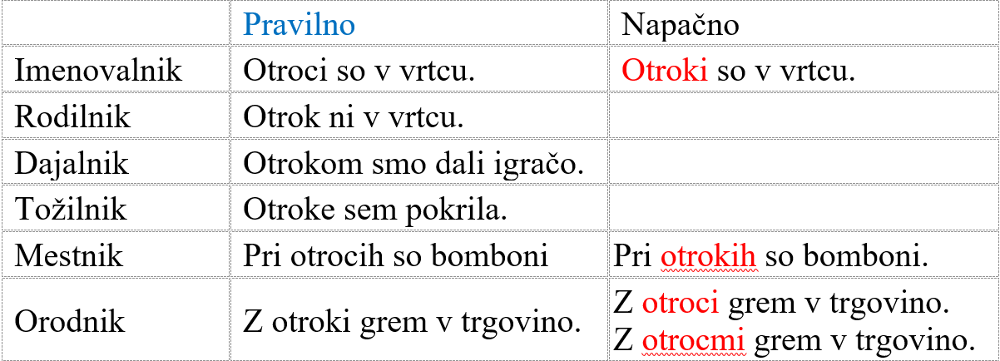 Pravilno Napačno
Imenovalnik Otroci so v vrtcu. Otroki so v vrtcu.
Rodilnik Otrok ni v vrtcu.
Dajalnik Otrokom smo dali igračo.
Tožilnik Otroke sem pokrila.
Mestnik Pri otrocih so bomboni Pri otrokih so bomboni.
Orodnik Z otroki grem v trgovino. Z otroci grem v trgovino.
Z otrocmi grem v trgovino.